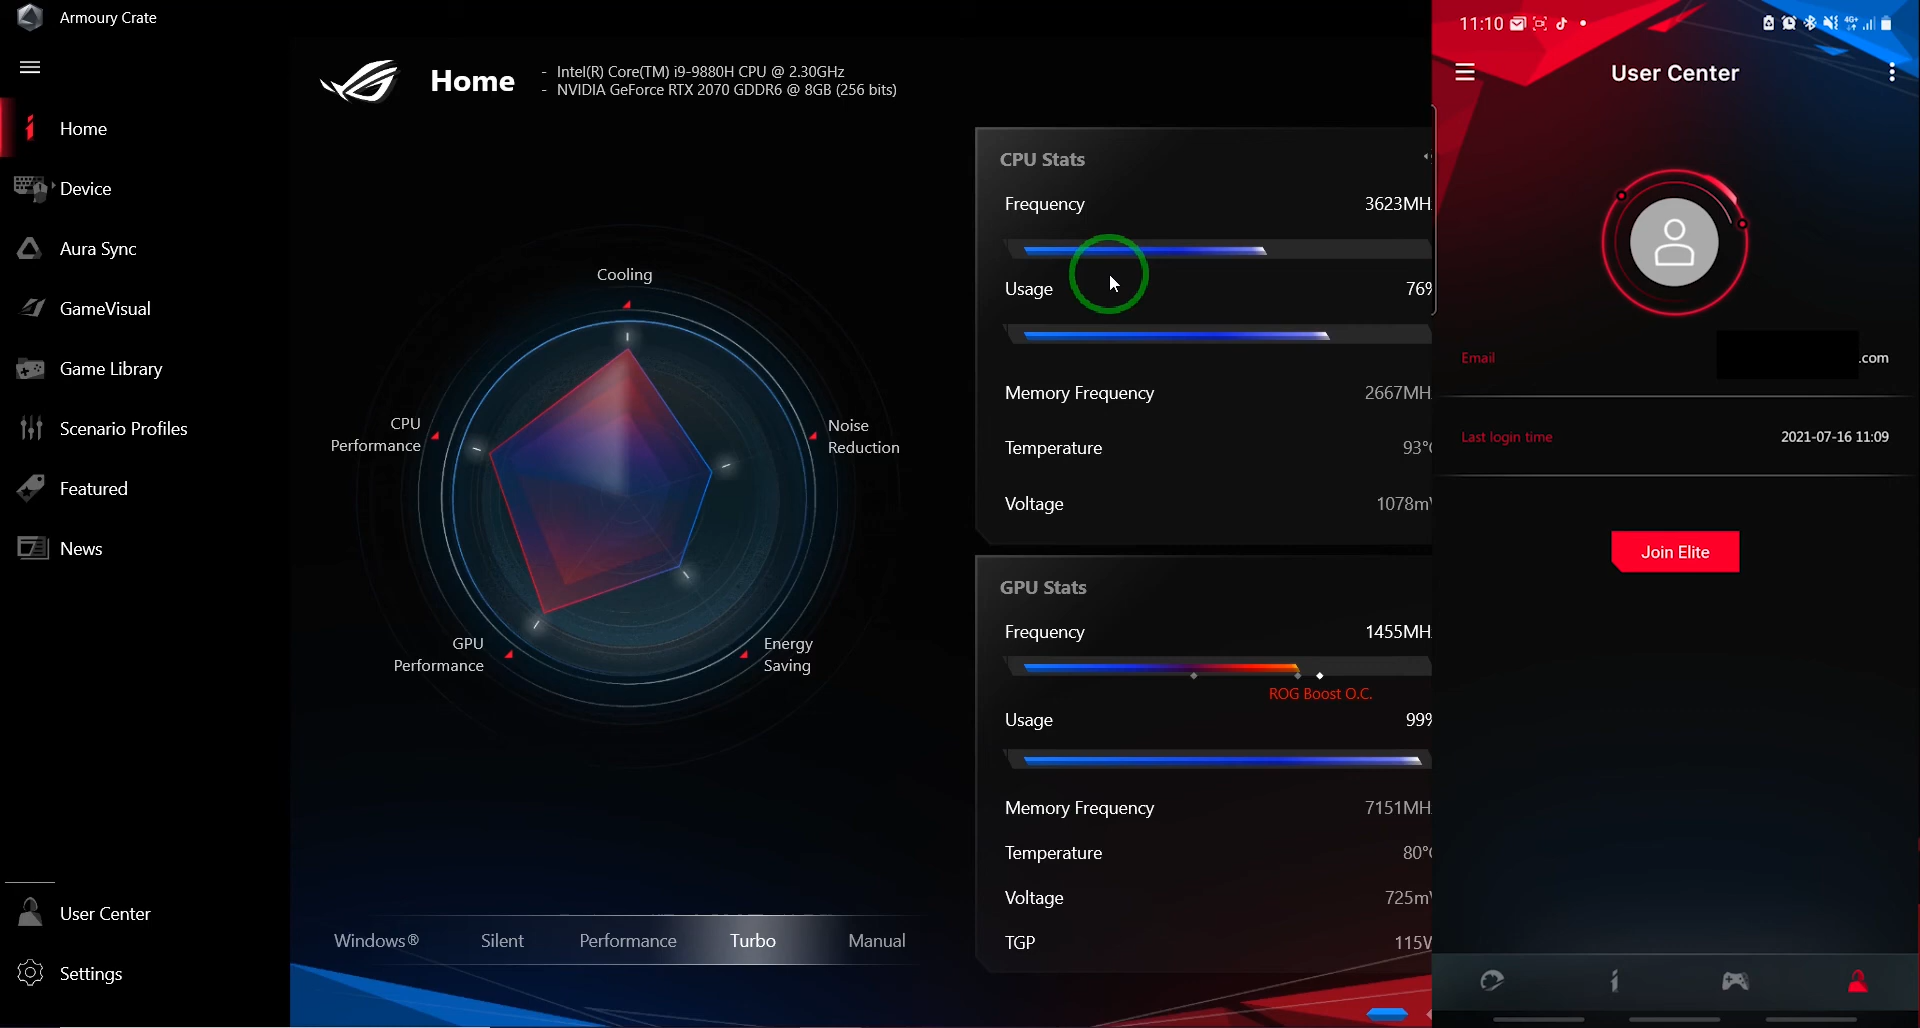 Armoury Crate
Home
Device
Aura Sync
GameVisual
Game Library
Scenario Profiles
Featured
News
User Center
Settings
Home
- Intel(R) Core(TM) i9-9880H CPU @ 2.30GHz
- NVIDIA GeForce RTX 2070 GDDR6 @ 8GB (256 bits)
Cooling
CPU
Performance
Noise
Reduction
GPU
Performance
Energy
Saving
Windows® Silent Performance Turbo Manual
CPU Stats
Frequency 3623MH
Usage 76%
Memory Frequency 2667MH
Temperature 93°
Voltage 1078m
GPU Stats
Frequency 1455MH
ROG Boost O.C.
Usage 99%
Memory Frequency 7151MH
Temperature 80°
Voltage 725m
TGP 115
11:10 4G+
User Center
Email .com
Last login time 2021-07-16 11:09
Join Elite